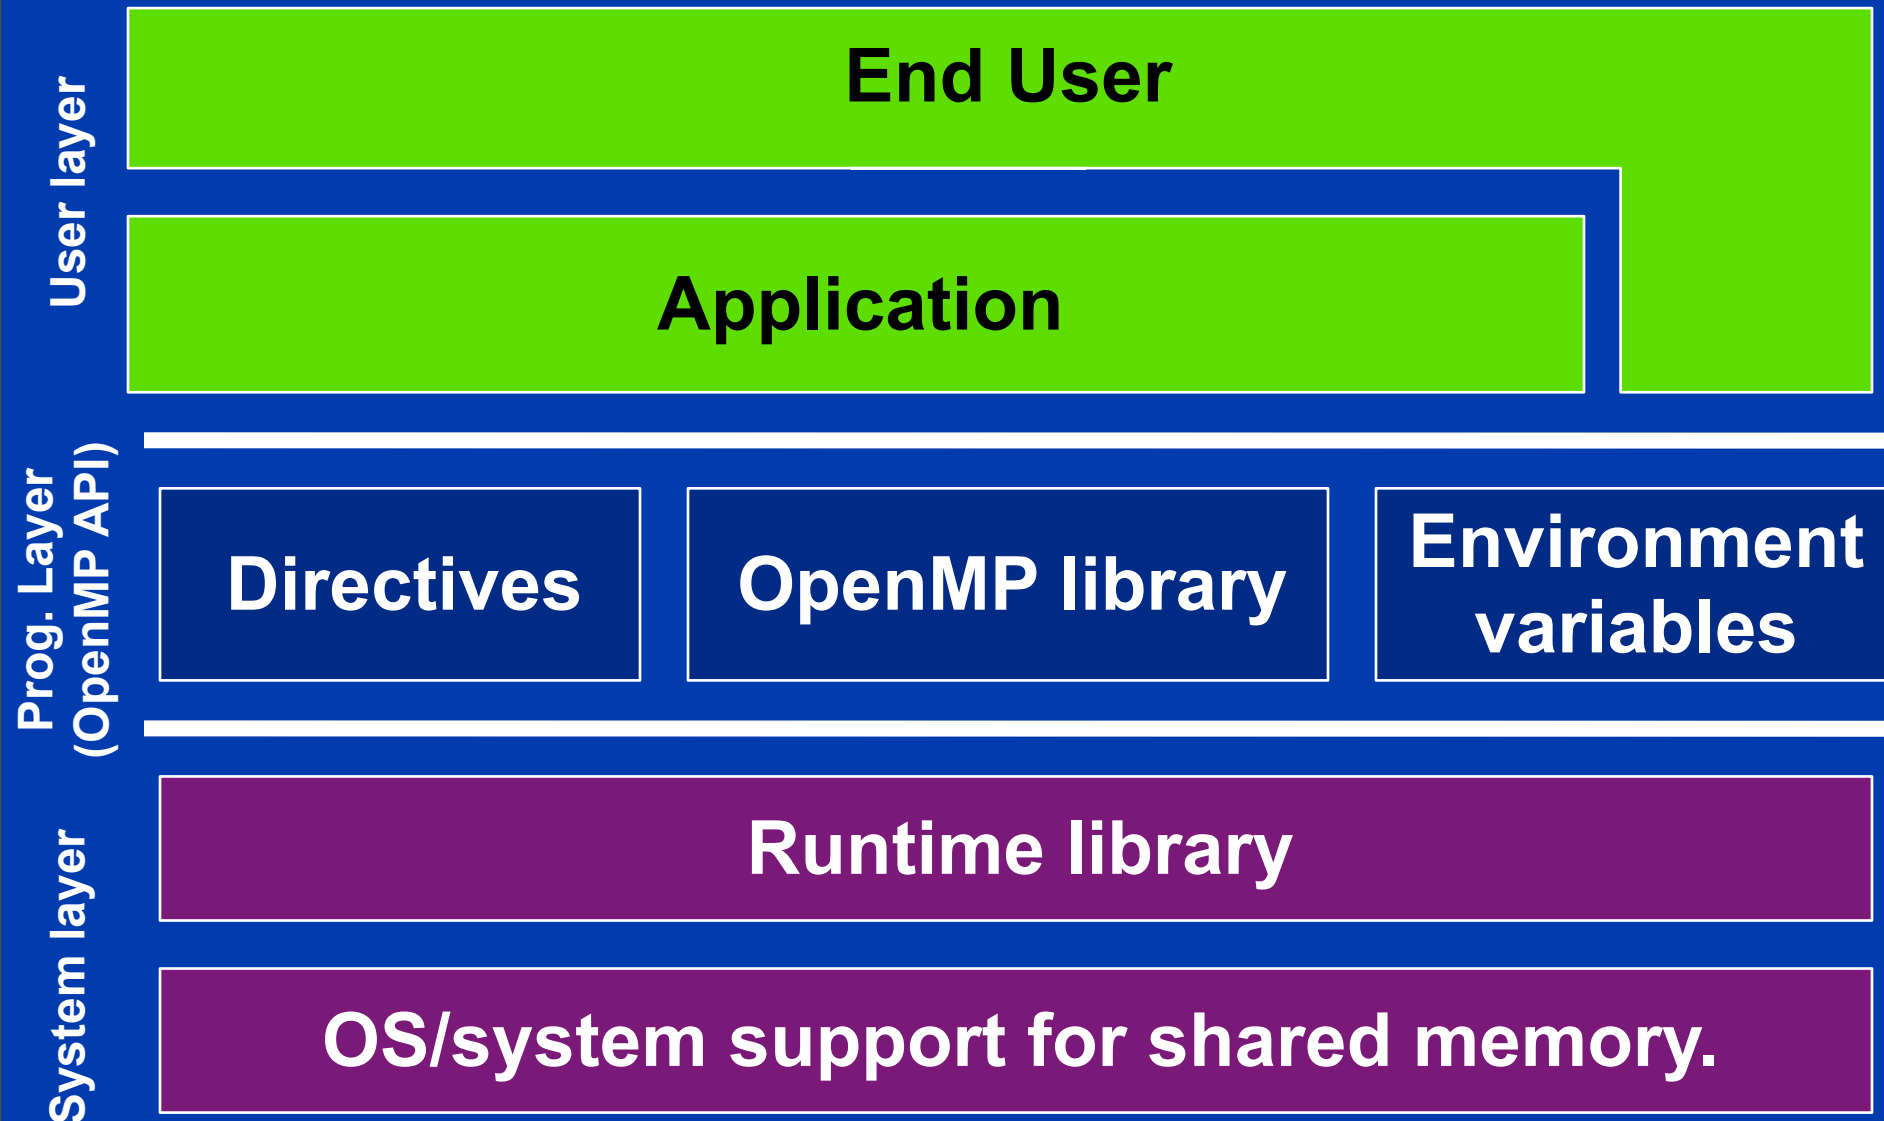 User layer
End User
Application
Prog. Layer
(OpenMP API)
Directives
OpenMP library
Environment
variables
System layer
Runtime library
OS/system support for shared memory.